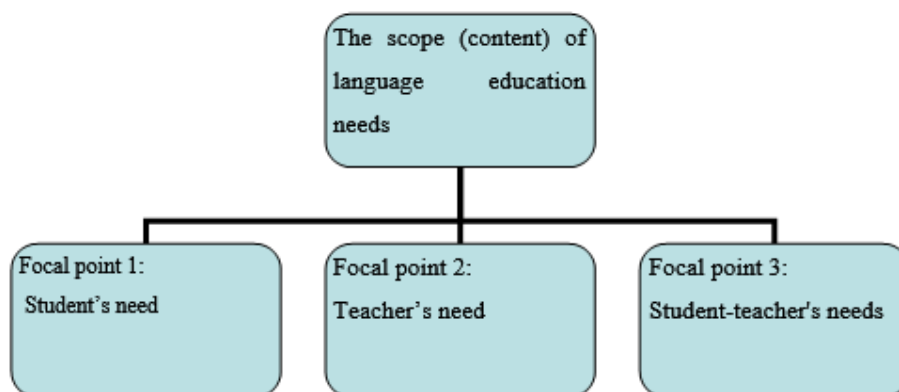 The scope (content) of
language education
needs
Focal point 1:
Student’s need
Focal point 2:
Teacher’s need
Focal point 3:
Student-teacher's needs